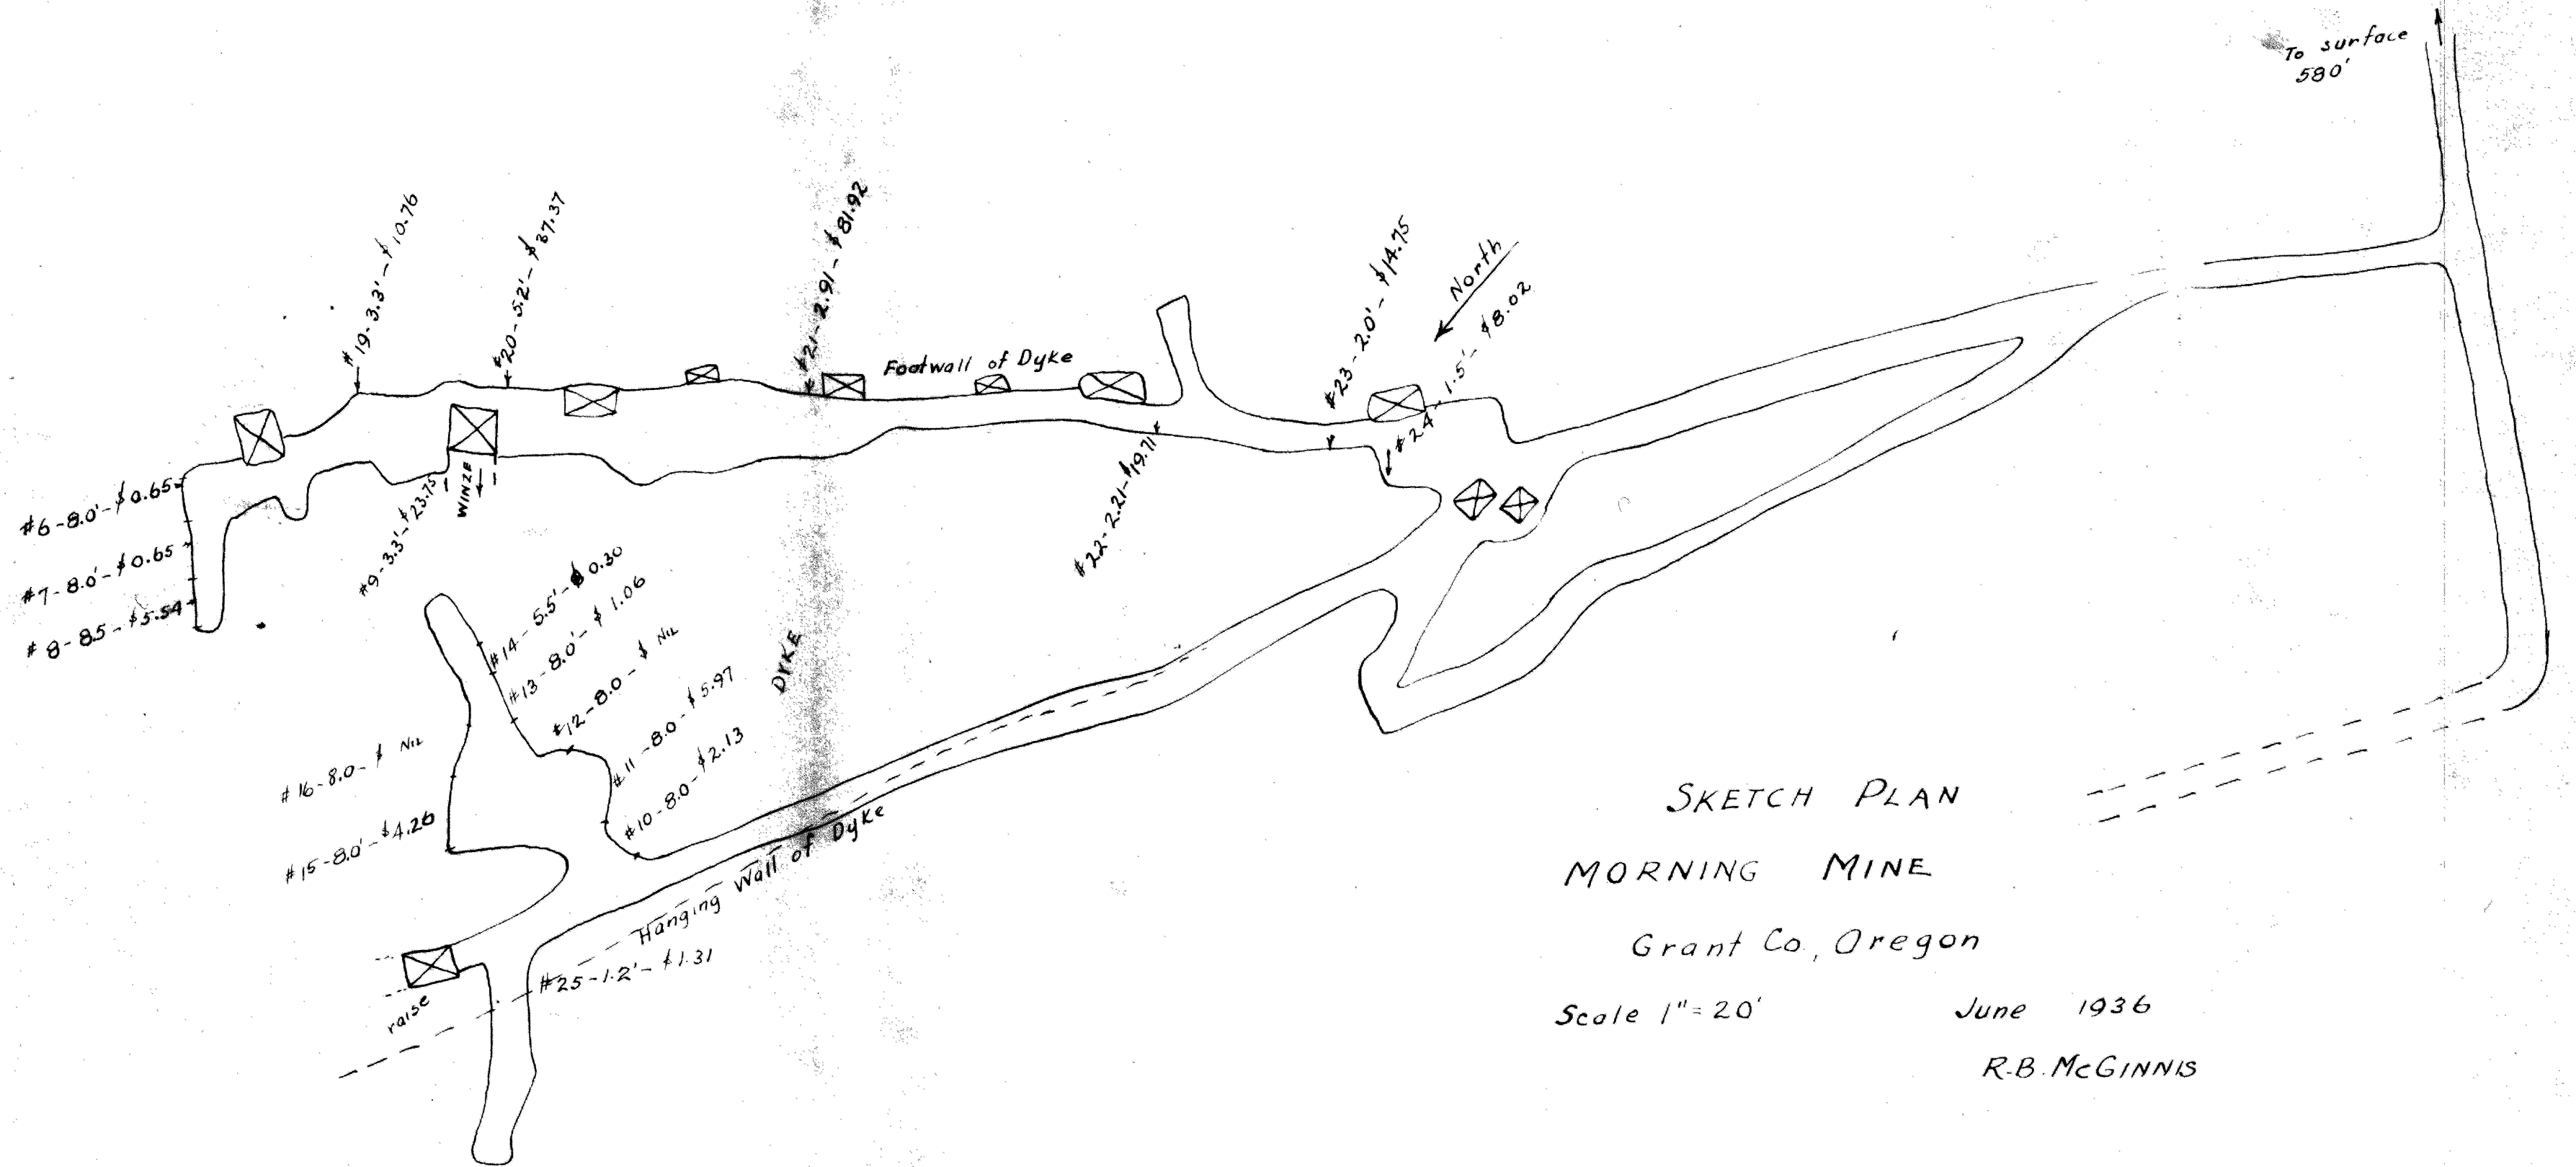 To surface
580'
#19-3.3'-$10.76
#20-5.2'-$37.37
#21-2.91-$81.92
Footwall of Dyke
#23-2.0'-$14.75
North
#24-1.5'-$8.02
#6-8.0'-$0.65
#7-8.0'-$0.65
#8-8.5-$5.54
#9-3.3'-$23.75
WINZE
#22-2.21-$19.71
#14-5.5'-$0.30
#13-8.0'-$1.06
#12-8.0-$ NIL
#11-8.0-$5.97
#10-8.0-$2.13
DYKE
#16-8.0-$ NIL
#15-8.0'-$4.26
Hanging Wall of Dyke
#25-1.2'-$1.31
raise
SKETCH PLAN
MORNING MINE
Grant Co., Oregon
Scale 1"=20'
June 1936
R.B. McGINNIS